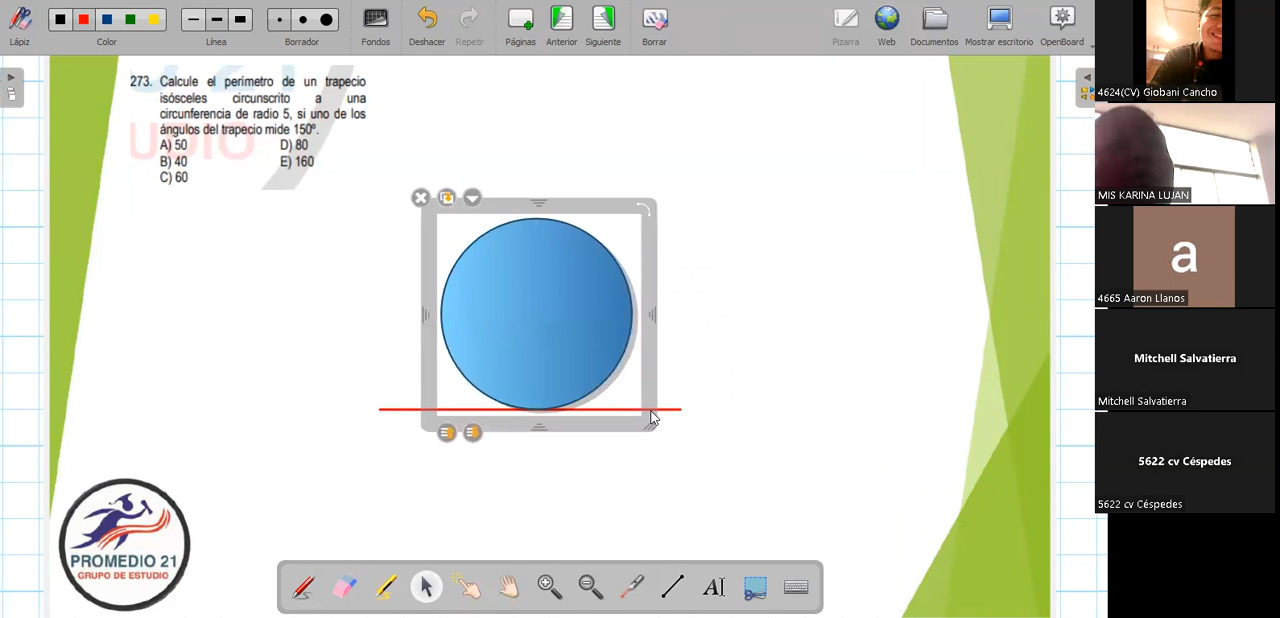 Lápiz
Color
Línea
Borrador
Fondos
Deshacer
Repetir
Páginas
Anterior
Siguiente
Borrar
Pizarra
Web
Documentos
Mostrar escritorio
OpenBoard
273. Calcule el perímetro de un trapecio
isósceles circunscrito a una
circunferencia de radio 5, si uno de los
ángulos del trapecio mide 150º.
A) 50 D) 80
B) 40 E) 160
C) 60
UDIO
PROMEDIO 21
GRUPO DE ESTUDIO
4624(CV) Giobani Cancho
MIS KARINA LUJAN
a
4665 Aaron Llanos
Mitchell Salvatierra
Mitchell Salvatierra
5622 cv Céspedes
5622 cv Céspedes